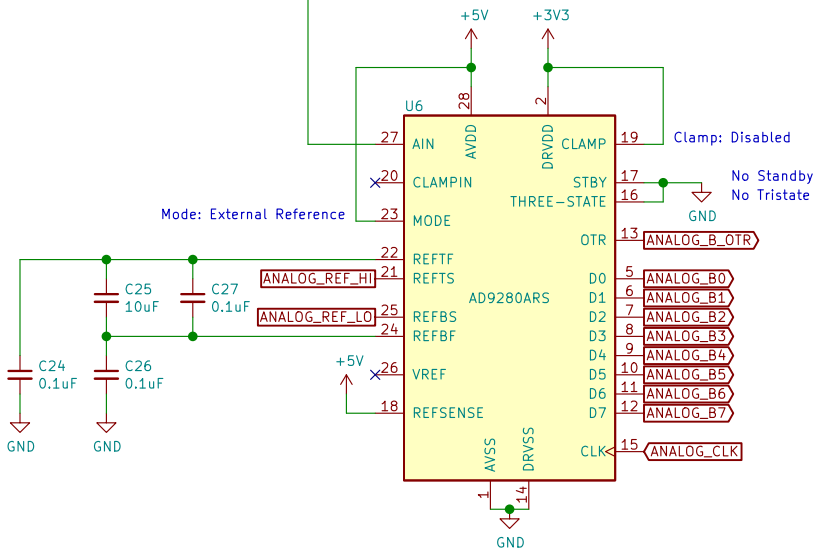 +5V
+3V3
U6
28
AVDD
2
DRVDD
27
AIN
CLAMP
19
Clamp: Disabled
20
CLAMPIN
STBY
17
No Standby
THREE-STATE
16
No Tristate
GND
Mode: External Reference
23
MODE
OTR
13
ANALOG_B_OTR
22
REFTF
ANALOG_REF_HI
21
REFTS
D0
5
ANALOG_B0
C25
10uF
C27
0.1uF
AD9280ARS
D1
6
ANALOG_B1
ANALOG_REF_LO
25
REFBS
D2
7
ANALOG_B2
24
REFBF
D3
8
ANALOG_B3
D4
9
ANALOG_B4
C24
0.1uF
C26
0.1uF
+5V
26
VREF
D5
10
ANALOG_B5
D6
11
ANALOG_B6
18
REFSENSE
D7
12
ANALOG_B7
GND
GND
CLK
15
ANALOG_CLK
AVSS
DRVSS
1
14
GND